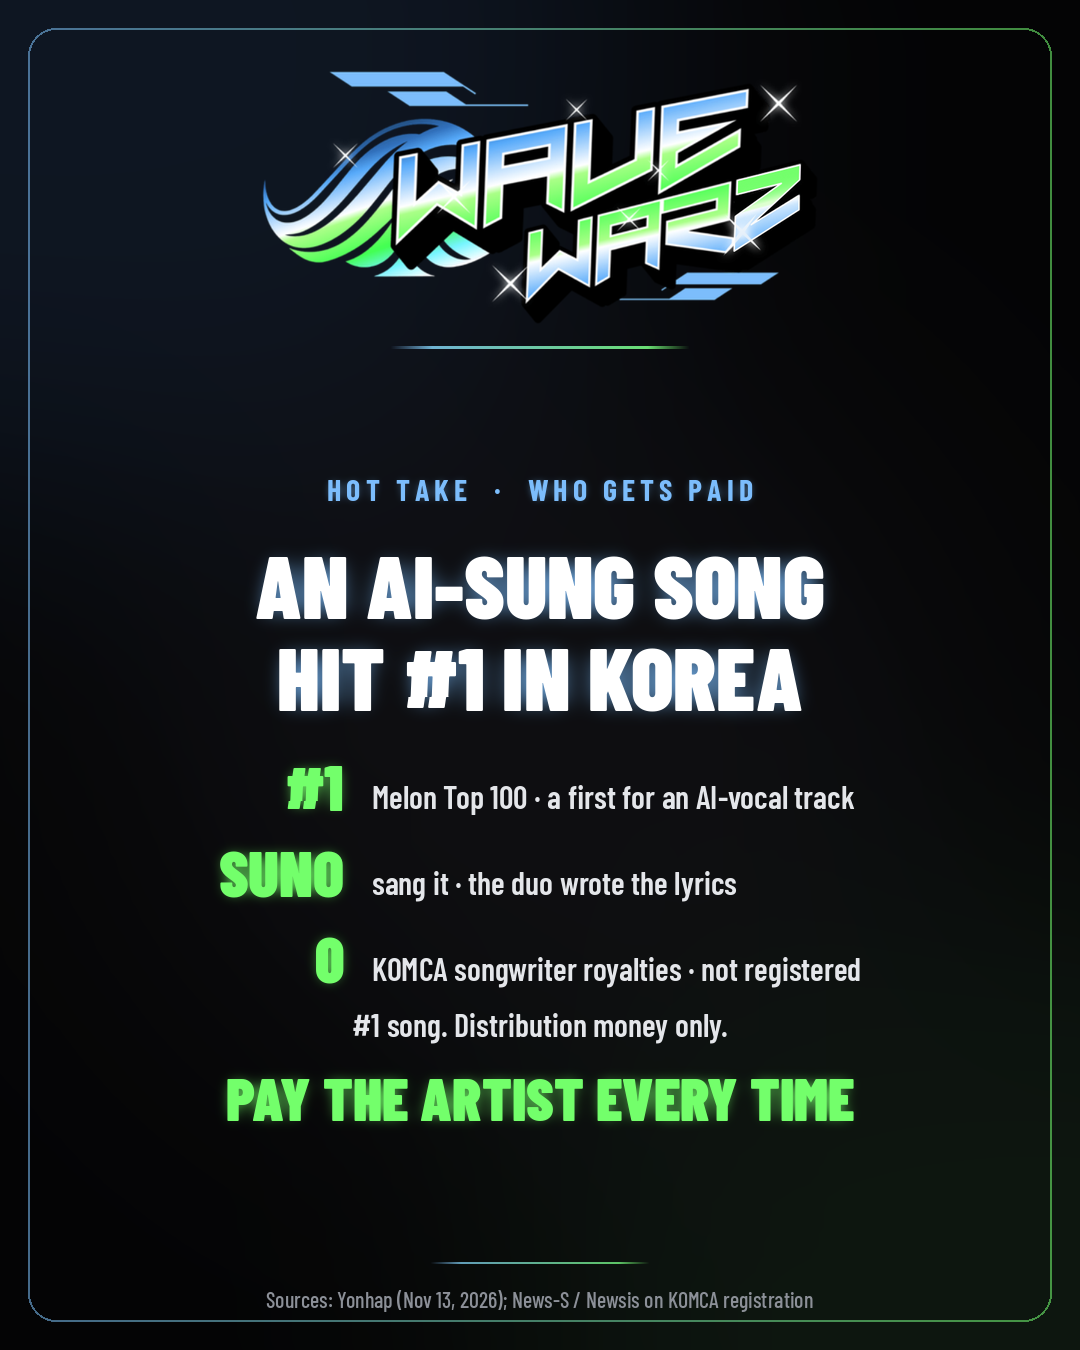 WAVE
WARZ
HOT TAKE · WHO GETS PAID
AN AI-SUNG SONG
HIT #1 IN KOREA
#1 Melon Top 100 · a first for an AI-vocal track
SUNO sang it · the duo wrote the lyrics
0 KOMCA songwriter royalties · not registered
#1 song. Distribution money only.
PAY THE ARTIST EVERY TIME
Sources: Yonhap (Nov 13, 2026); News-S / Newsis on KOMCA registration